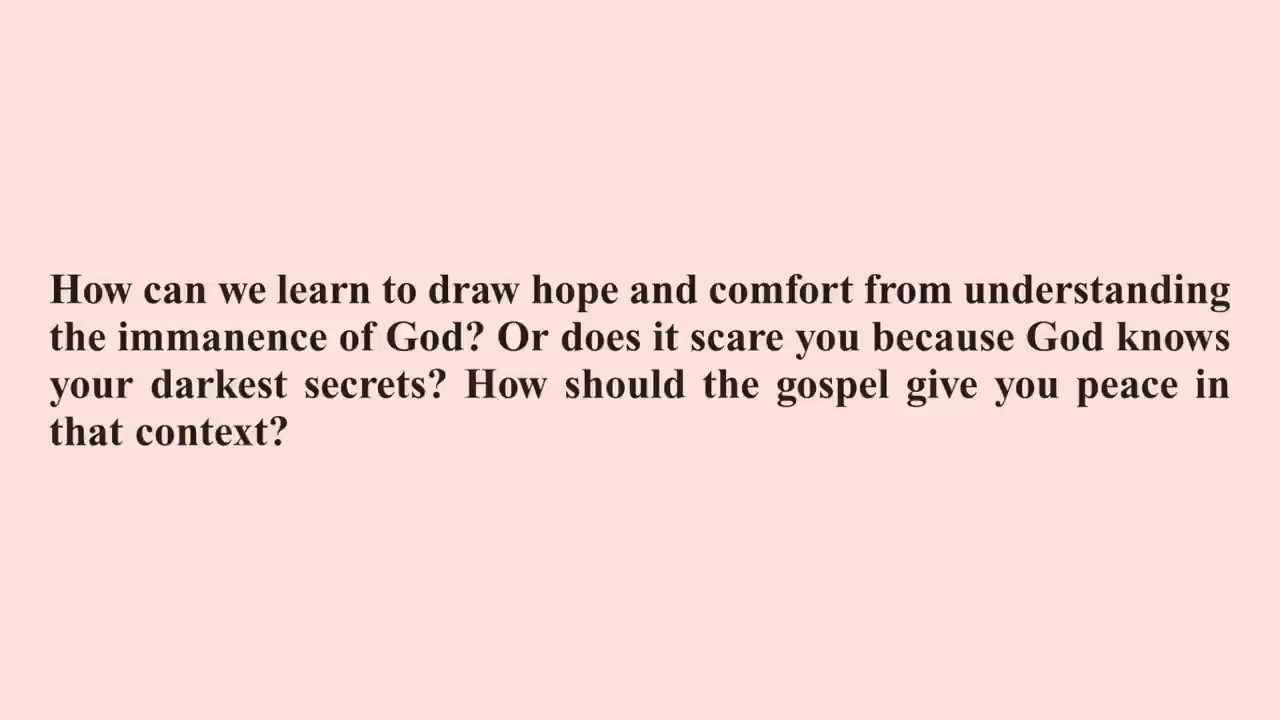 How can we learn to draw hope and comfort from understanding
the immanence of God? Or does it scare you because God knows
your darkest secrets? How should the gospel give you peace in
that context?